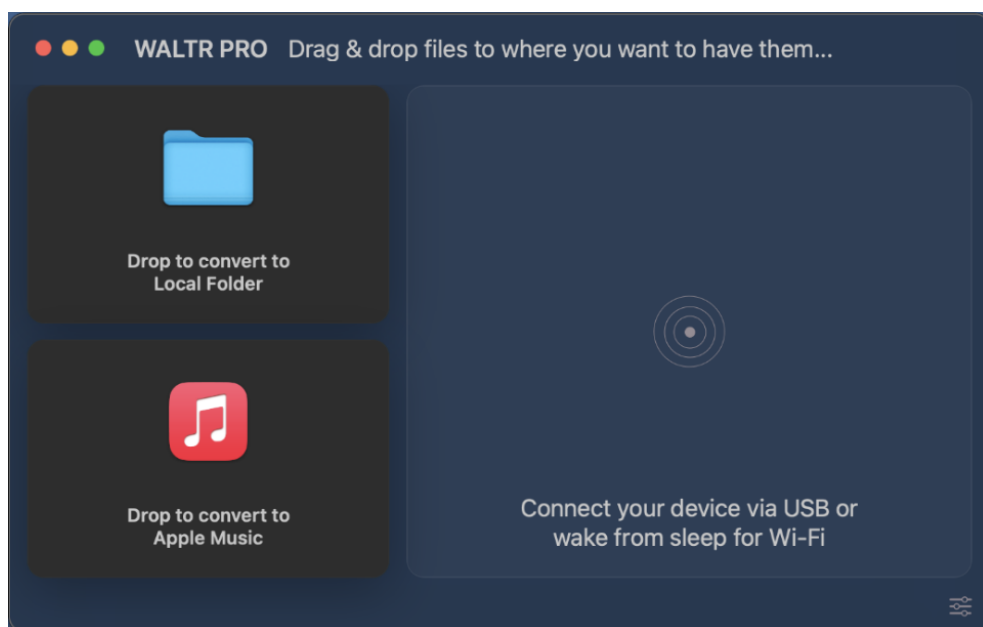 WALTR PRO Drag & drop files to where you want to have them...
Drop to convert to
Local Folder
Drop to convert to
Apple Music
Connect your device via USB or
wake from sleep for Wi-Fi